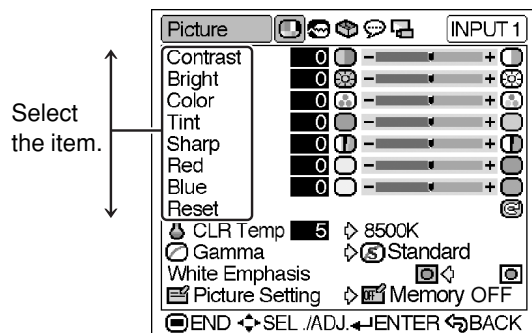 Picture INPUT 1
Select
the item.
Contrast 0 - +
Bright 0 - +
Color 0 - +
Tint 0 - +
Sharp 0 - +
Red 0 - +
Blue 0 - +
Reset
CLR Temp 5 8500K
Gamma S Standard
White Emphasis
Picture Setting OFF Memory OFF
END SEL./ADJ. ENTER BACK